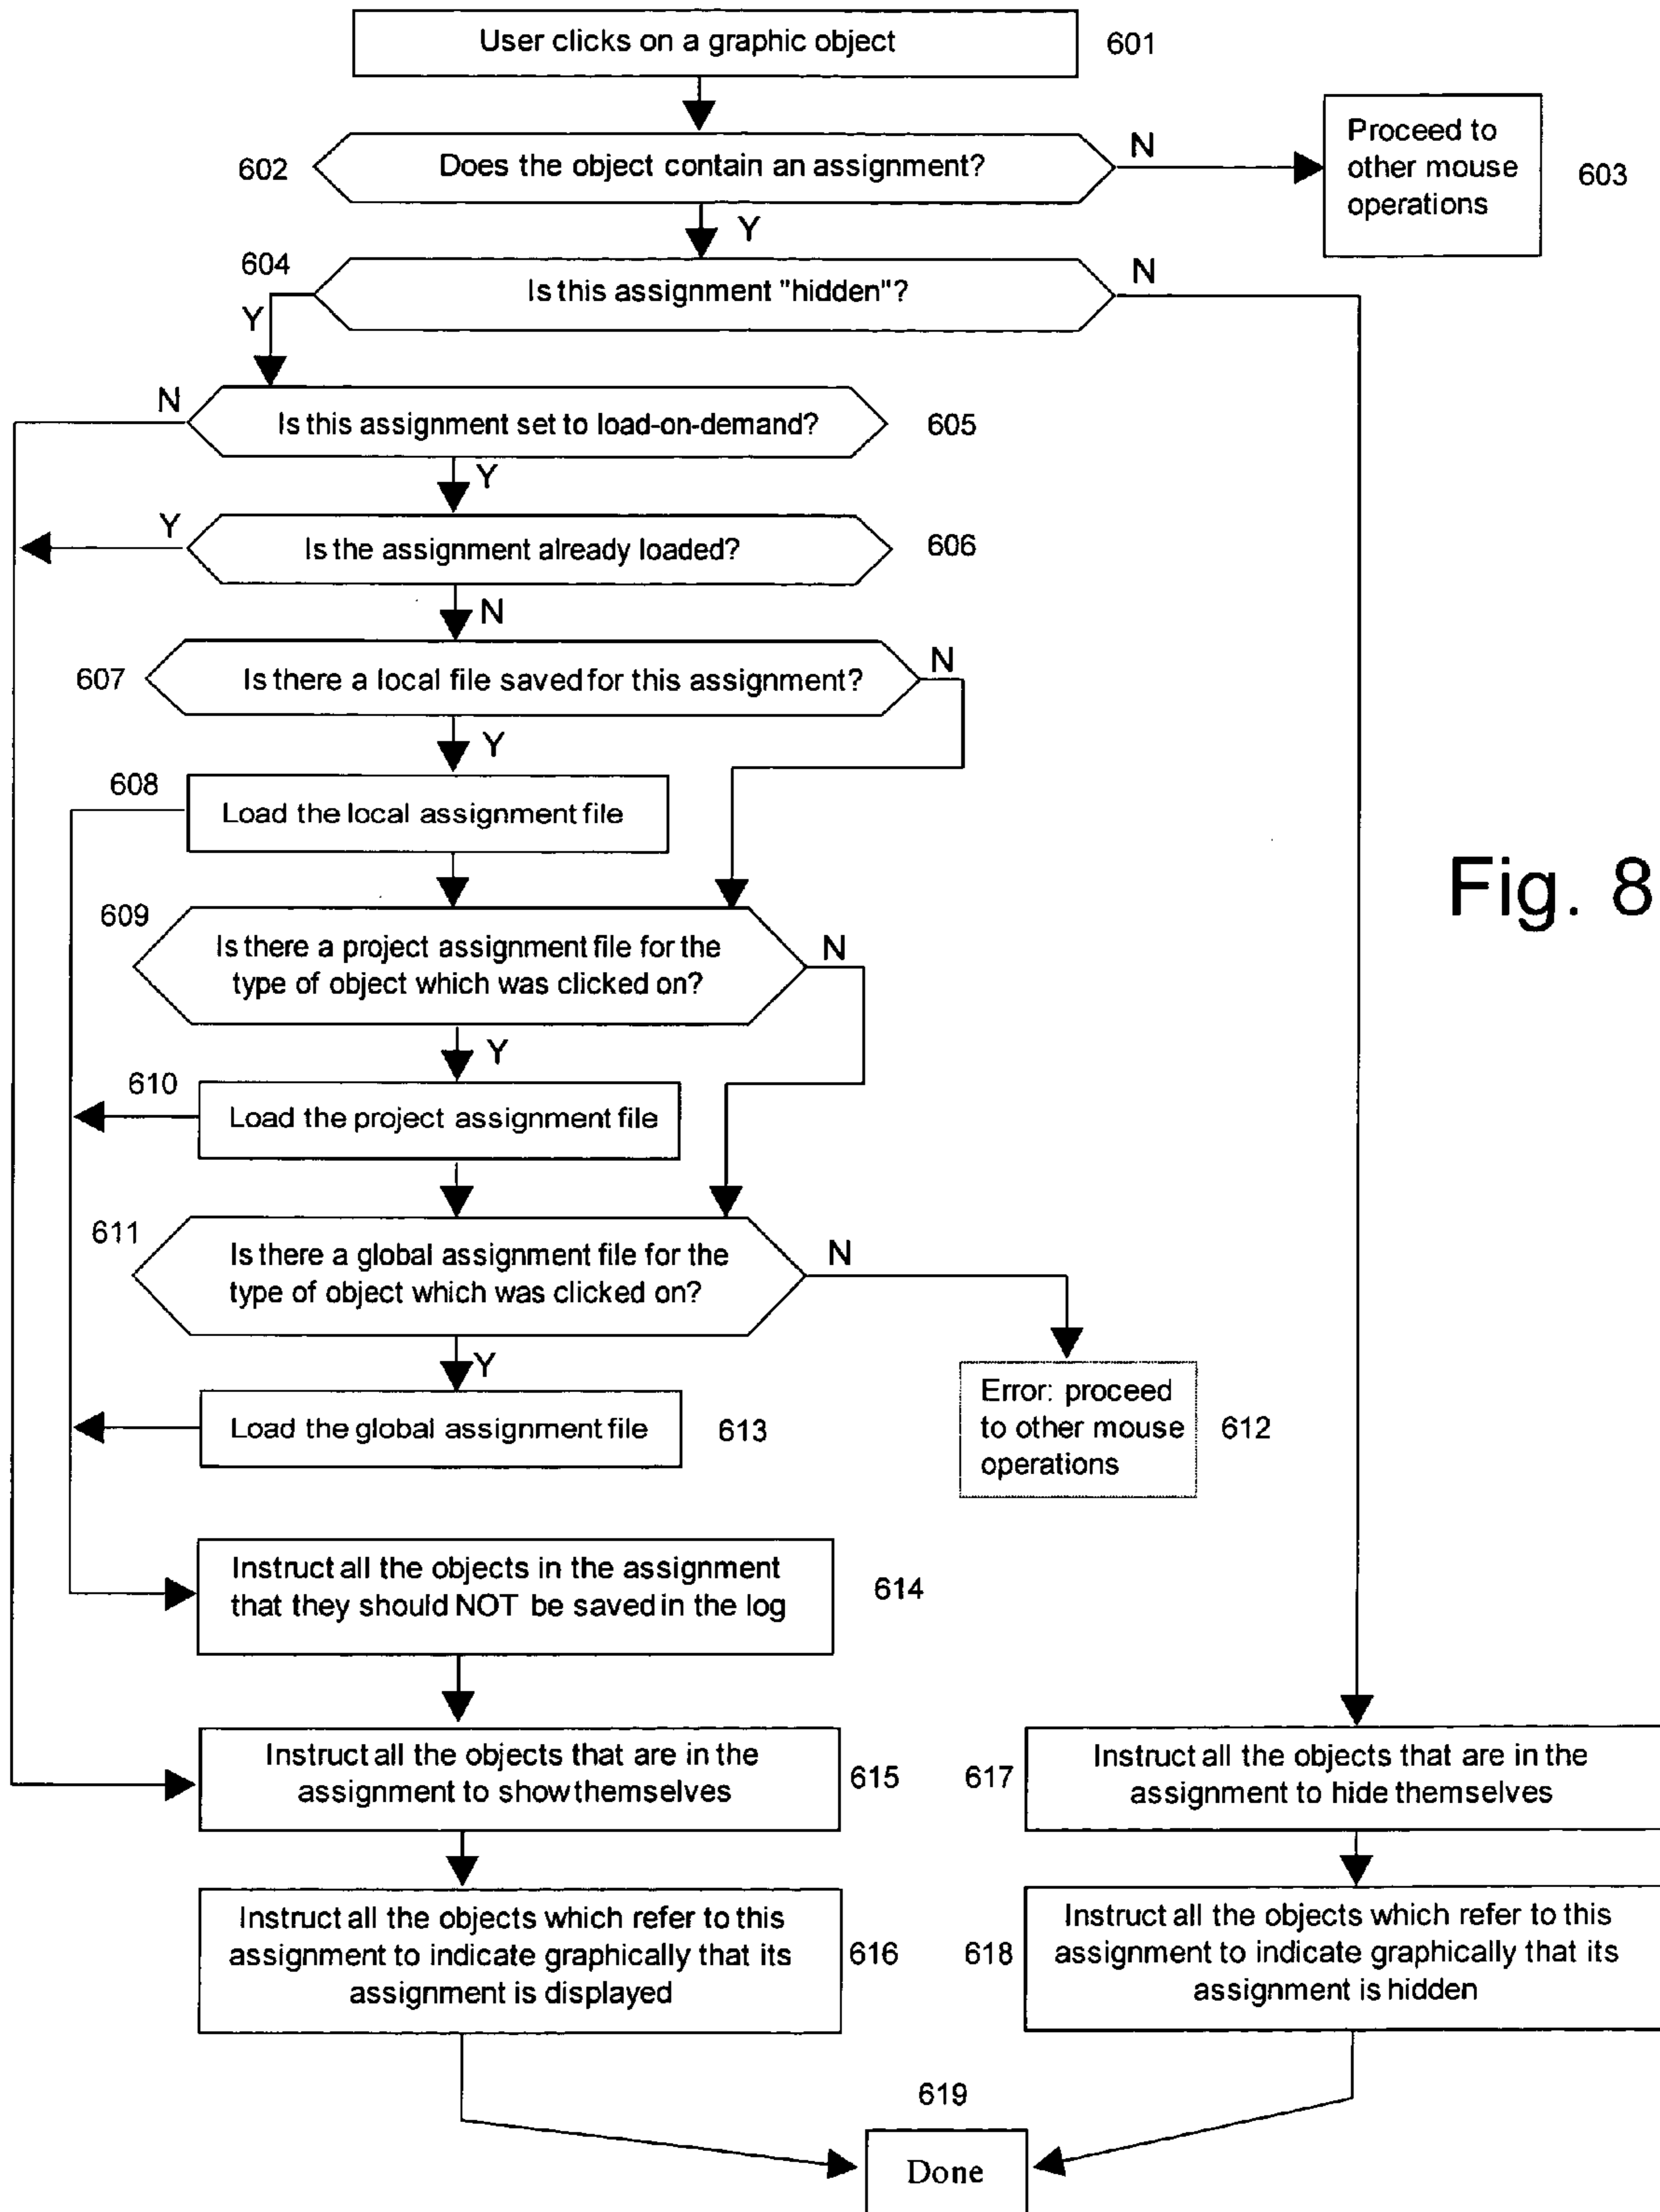 User clicks on a graphic object
601
602
Does the object contain an assignment?
N
Proceed to
other mouse
operations
603
Y
604
Is this assignment "hidden"?
N
Y
N
Is this assignment set to load-on-demand?
605
Y
Y
Is the assignment already loaded?
606
N
607
Is there a local file saved for this assignment?
N
Y
608
Load the local assignment file
Fig. 8
609
Is there a project assignment file for the
type of object which was clicked on?
N
Y
610
Load the project assignment file
611
Is there a global assignment file for the
type of object which was clicked on?
N
Y
Load the global assignment file
613
Error: proceed
to other mouse
operations
612
Instruct all the objects in the assignment
that they should NOT be saved in the log
614
Instruct all the objects that are in the
assignment to show themselves
615
617
Instruct all the objects that are in the
assignment to hide themselves
Instruct all the objects which refer to this
assignment to indicate graphically that its
assignment is displayed
616
618
Instruct all the objects which refer to this
assignment to indicate graphically that its
assignment is hidden
619
Done